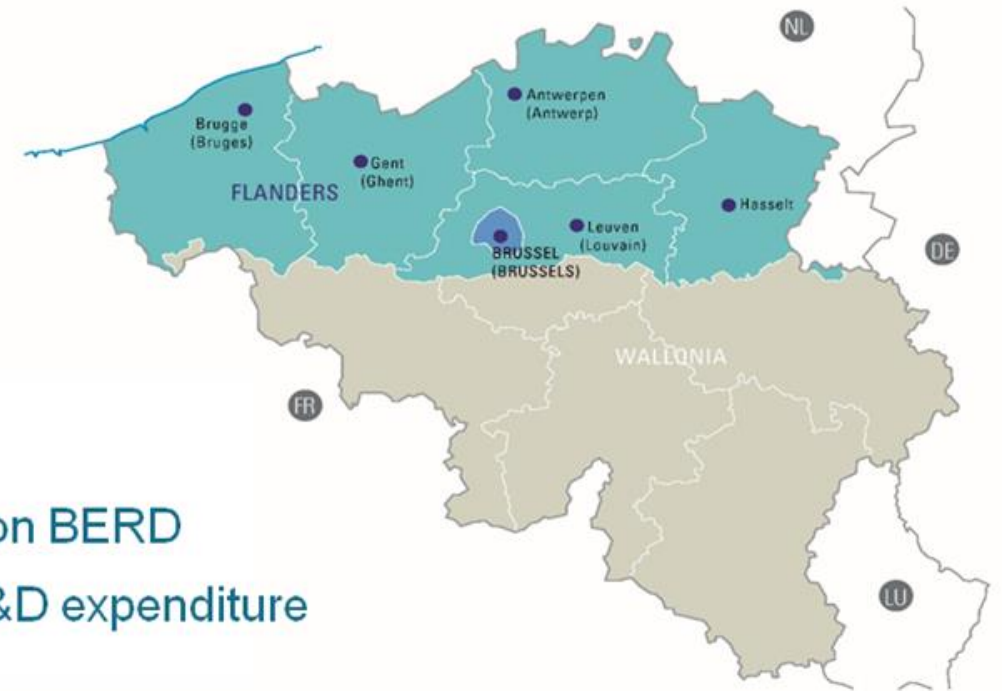 NL
Antwerpen
(Antwerp)
Brugge
(Bruges)
Gent
(Ghent)
FLANDERS
Hasselt
Leuven
(Louvain)
BRUSSEL
(BRUSSELS)
DE
WALLONIA
FR
on BERD
&D expenditure
LU